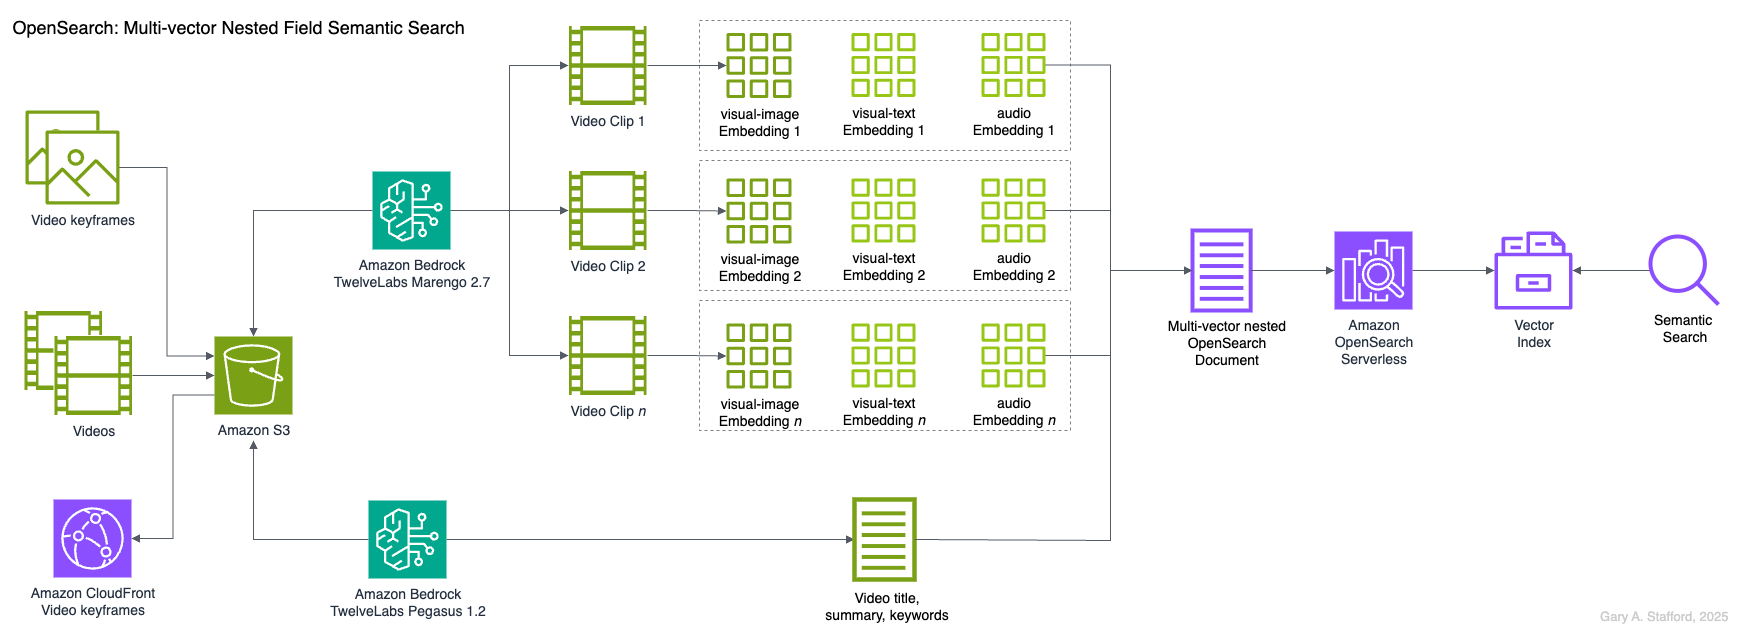 OpenSearch: Multi-vector Nested Field Semantic Search
Video keyframes
Videos
Amazon S3
Amazon CloudFront
Video keyframes
Amazon Bedrock
TwelveLabs Marengo 2.7
Amazon Bedrock
TwelveLabs Pegasus 1.2
Video Clip 1
visual-image
Embedding 1
visual-text
Embedding 1
audio
Embedding 1
Video Clip 2
visual-image
Embedding 2
visual-text
Embedding 2
audio
Embedding 2
Video Clip n
visual-image
Embedding n
visual-text
Embedding n
audio
Embedding n
Video title,
summary, keywords
Multi-vector nested
OpenSearch
Document
Amazon
OpenSearch
Serverless
Vector
Index
Semantic
Search
Gary A. Stafford, 2025